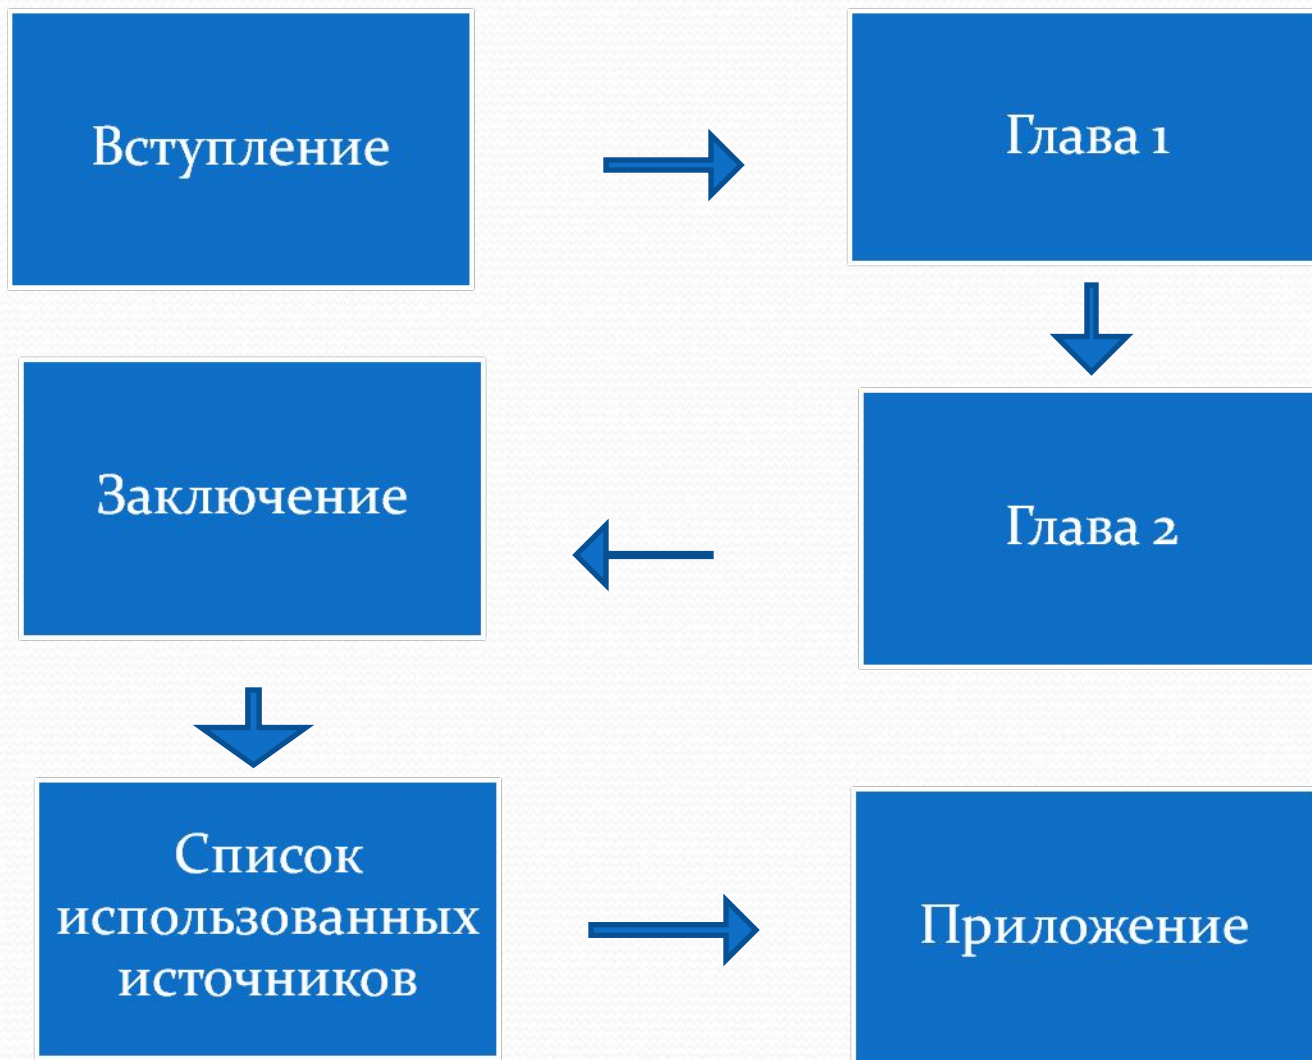 Вступление
Глава 1
Глава 2
Заключение
Список
использованных
источников
Приложение